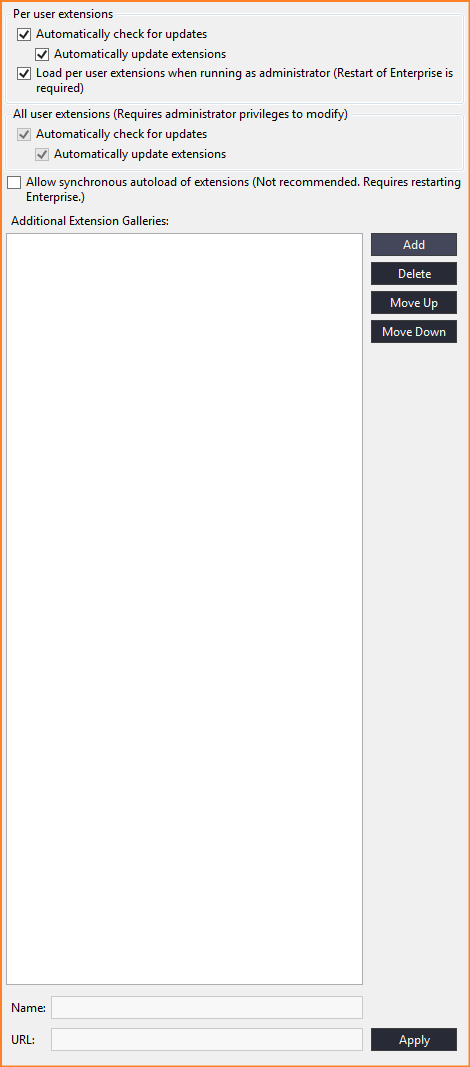 Per user extensions
Automatically check for updates
Automatically update extensions
Load per user extensions when running as administrator (Restart of Enterprise is
required)
All user extensions (Requires administrator privileges to modify)
Automatically check for updates
Automatically update extensions
Allow synchronous autoload of extensions (Not recommended. Requires restarting
Enterprise.)
Additional Extension Galleries:
Add
Delete
Move Up
Move Down
Name:
URL:
Apply